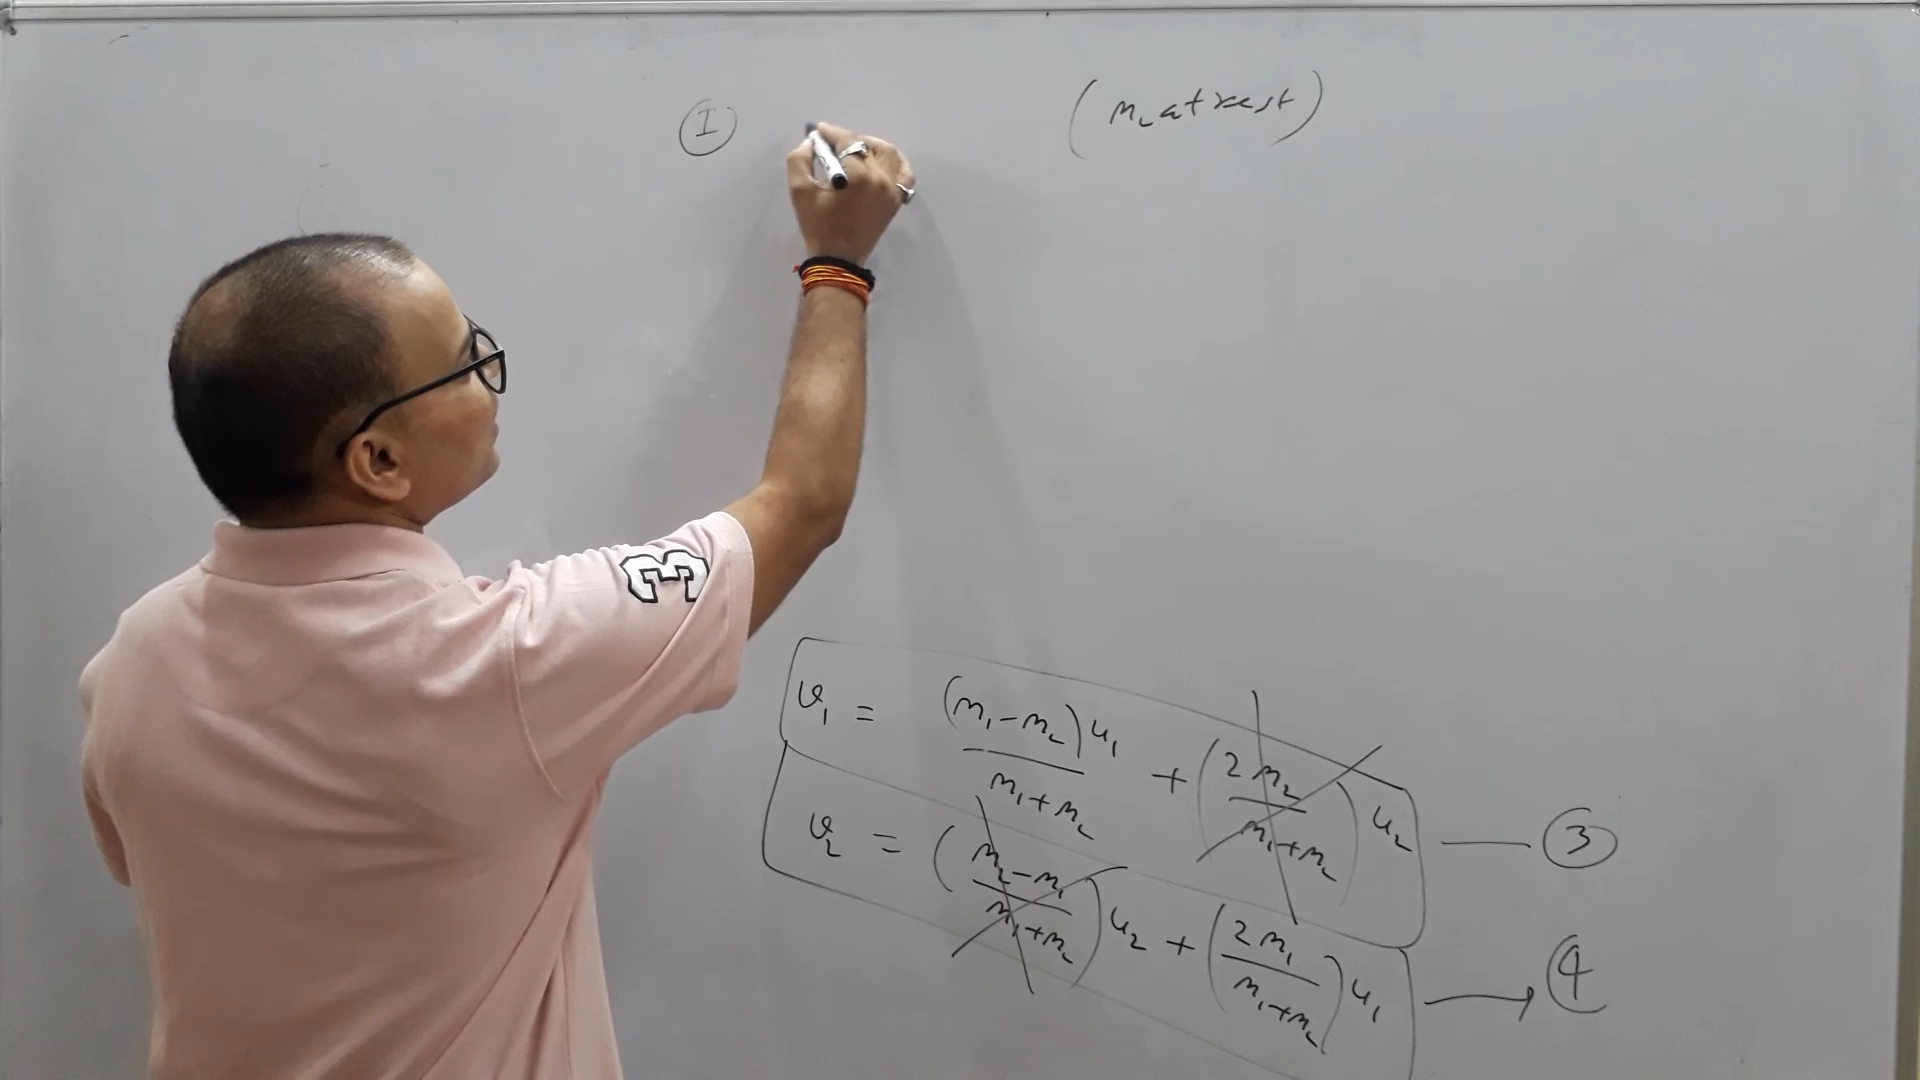 Ⓘ (m₂ at rest)
v₁ = (m₁ - m₂)u₁ / m₁ + m₂ + (2m₂ / m₁ + m₂) u₂ — ③
v₂ = (m₂ - m₁ / m₁ + m₂) u₂ + (2m₁ / m₁ + m₂) u₁ → ④
3